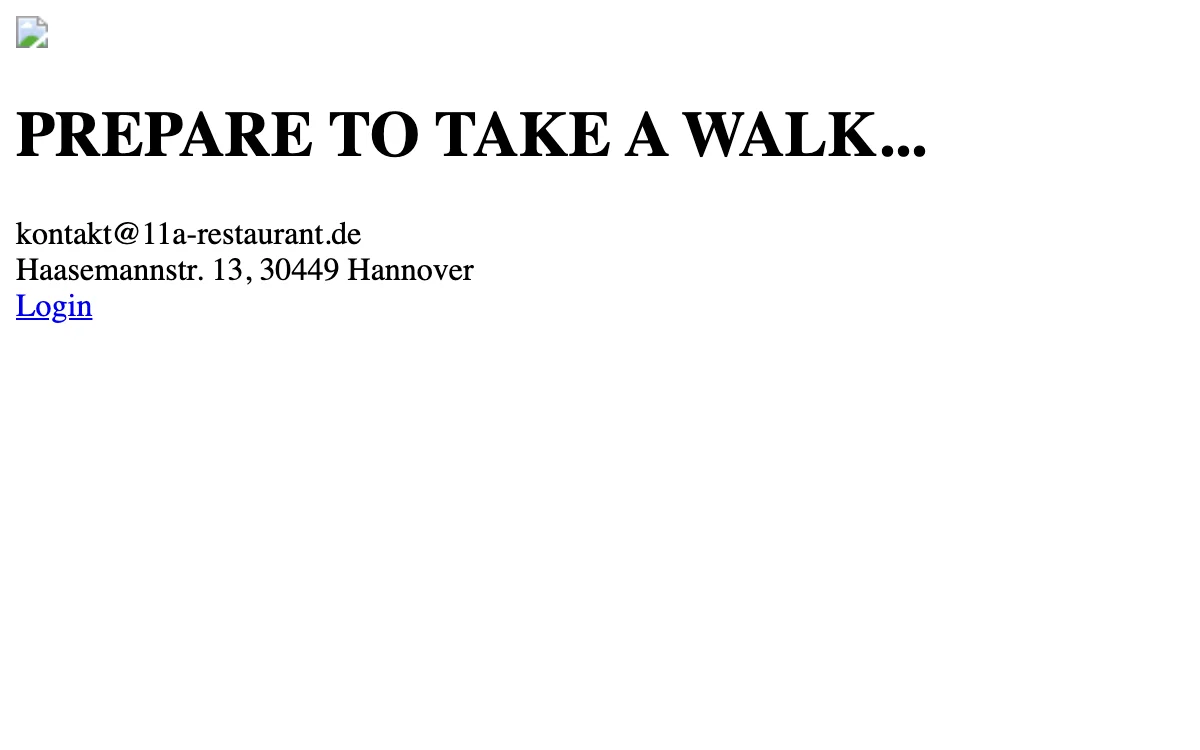 PREPARE TO TAKE A WALK...
kontakt@11a-restaurant.de
Haasemannstr. 13, 30449 Hannover
Login